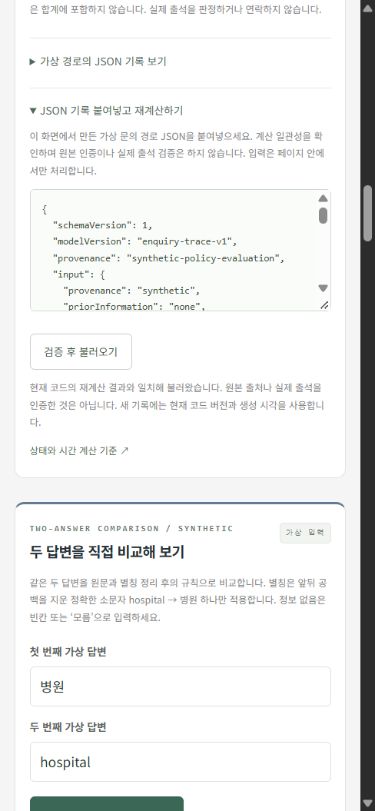 은 합계에 포함하지 않습니다. 실제 출석을 판정하거나 연락하지 않습니다.
▶ 가상 경로의 JSON 기록 보기
▼ JSON 기록 붙여넣고 재계산하기
이 화면에서 만든 가상 문의 경로 JSON을 붙여넣으세요. 계산 일관성을 확
인하며 원본 인증이나 실제 출석 검증은 하지 않습니다. 입력은 페이지 안에
서만 처리합니다.
{
"schemaVersion": 1,
"modelVersion": "enquiry-trace-v1",
"provenance": "synthetic-policy-evaluation",
"input": {
"provenance": "synthetic",
"priorInformation": "none",
검증 후 불러오기
현재 코드의 재계산 결과와 일치해 불러왔습니다. 원본 출처나 실제 출석을
인증한 것은 아닙니다. 새 기록에는 현재 코드 버전과 생성 시각을 사용합니
다.
상태와 시간 계산 기준 ↗
TWO-ANSWER COMPARISON / SYNTHETIC
가상 입력
두 답변을 직접 비교해 보기
같은 두 답변을 원문과 별칭 정리 후의 규칙으로 비교합니다. 별칭은 앞뒤 공
백을 지운 정확한 소문자 hospital → 병원 하나만 적용합니다. 정보 없음은
빈칸 또는 '모름'으로 입력하세요.
첫 번째 가상 답변
병원
두 번째 가상 답변
hospital